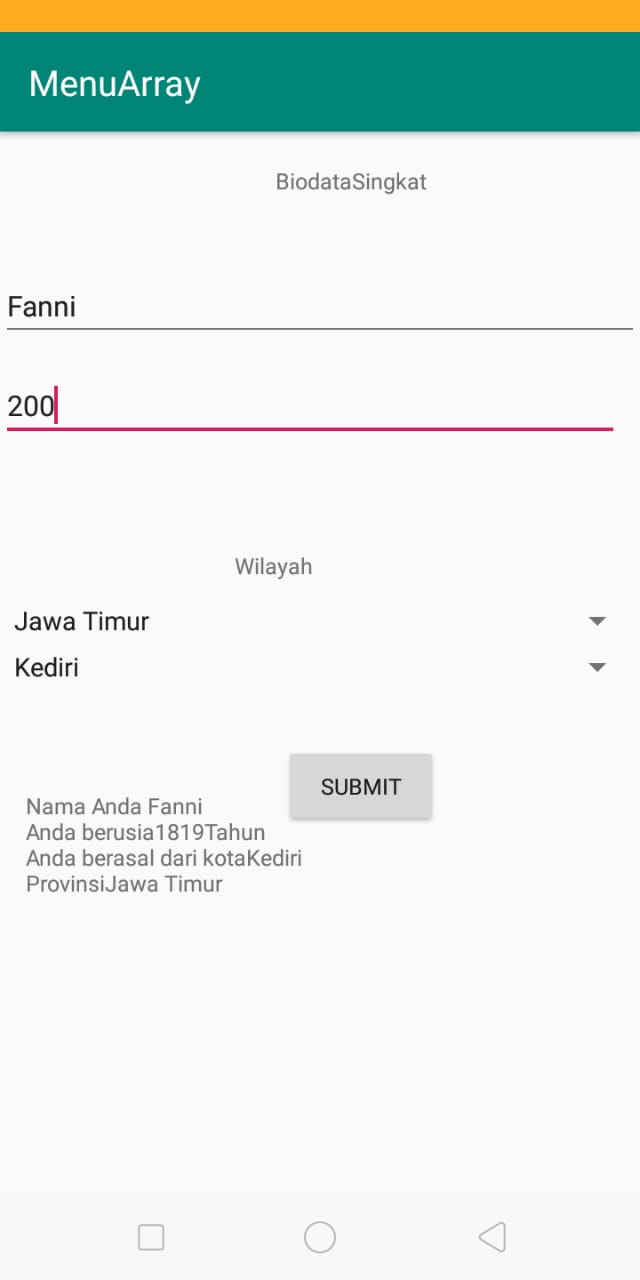 MenuArray
BiodataSingkat
Fanni
200
Wilayah
Jawa Timur
Kediri
SUBMIT
Nama Anda Fanni
Anda berusia1819Tahun
Anda berasal dari kotaKediri
ProvinsiJawa Timur